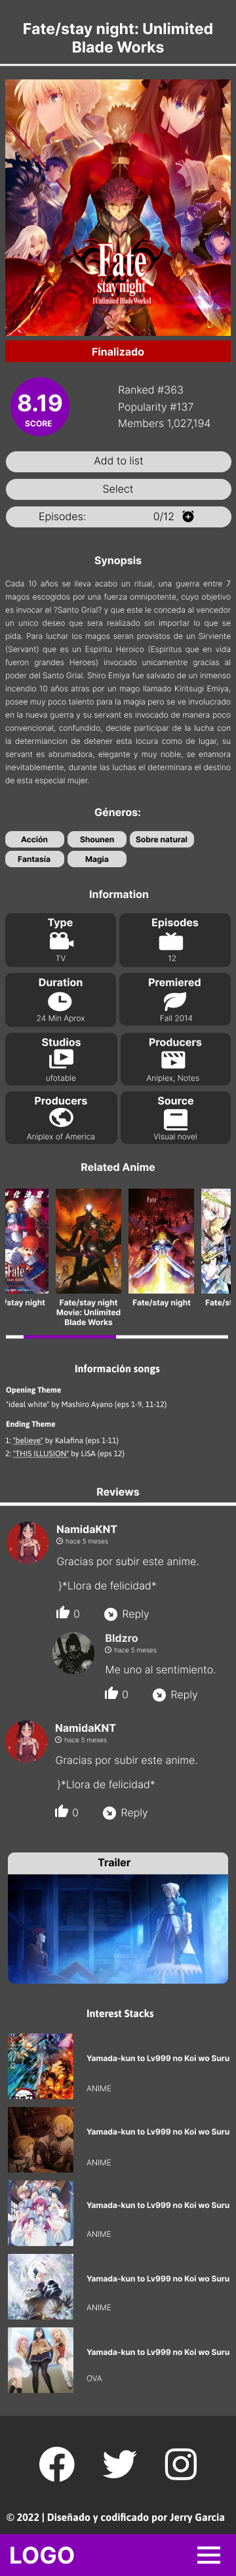 Fate/stay night: Unlimited
Blade Works
Fate
stay night
[Unlimited Blade Works]
Finalizado
8.19
SCORE
Ranked #363
Popularity #137
Members 1,027,194
Add to list
Select
Episodes: 0/12
Synopsis
Cada 10 años se lleva acabo un ritual, una guerra entre 7
magos escogidos por una fuerza omnipotente, cuyo objetivo
es invocar el ?Santo Grial? y que este le conceda al vencedor
un unico deseo que sera realizado sin importar lo que se
pida. Para luchar los magos seran provistos de un Sirviente
(Servant) que es un Espiritu Heroico (Espiritus que en vida
fueron grandes Heroes) invocado unicamentre gracias al
poder del Santo Grial. Shiro Emiya fue salvado de un inmenso
incendio 10 años atras por un mago llamado Kiritsugi Emiya,
posee muy poco talento para la magia pero se ve involucrado
en la nueva guerra y su servant es invocado de manera poco
convencional, confundido, decide participar de la lucha con
la determiancion de detener esta locura como de lugar, su
servant es abrumadora, elegante y muy noble, se enamora
inevitablemente, durante las luchas el determinara el destino
de esta especial mujer.
Géneros:
Acción Shounen Sobre natural
Fantasía Magia
Information
Type Episodes
TV 12
Duration Premiered
24 Min Aprox Fall 2014
Studios Producers
ufotable Aniplex, Notes
Producers Source
Aniplex of America Visual novel
Related Anime
/stay night Fate/stay night Fate/stay night Fate/st
Movie: Unlimited
Blade Works
Información songs
Opening Theme
"ideal white" by Mashiro Ayano (eps 1-9, 11-12)
Ending Theme
1: "believe" by Kalafina (eps 1-11)
2: "THIS ILLUSION" by LISA (eps 12)
Reviews
NamidaKNT
hace 5 meses
Gracias por subir este anime.
}*Llora de felicidad*
0 Reply
Bldzro
hace 5 meses
Me uno al sentimiento.
0 Reply
NamidaKNT
hace 5 meses
Gracias por subir este anime.
}*Llora de felicidad*
0 Reply
Trailer
Interest Stacks
Yamada-kun to Lv999 no Koi wo Suru
ANIME
Yamada-kun to Lv999 no Koi wo Suru
ANIME
Yamada-kun to Lv999 no Koi wo Suru
ANIME
Yamada-kun to Lv999 no Koi wo Suru
ANIME
Yamada-kun to Lv999 no Koi wo Suru
OVA
© 2022 | Diseñado y codificado por Jerry Garcia
LOGO